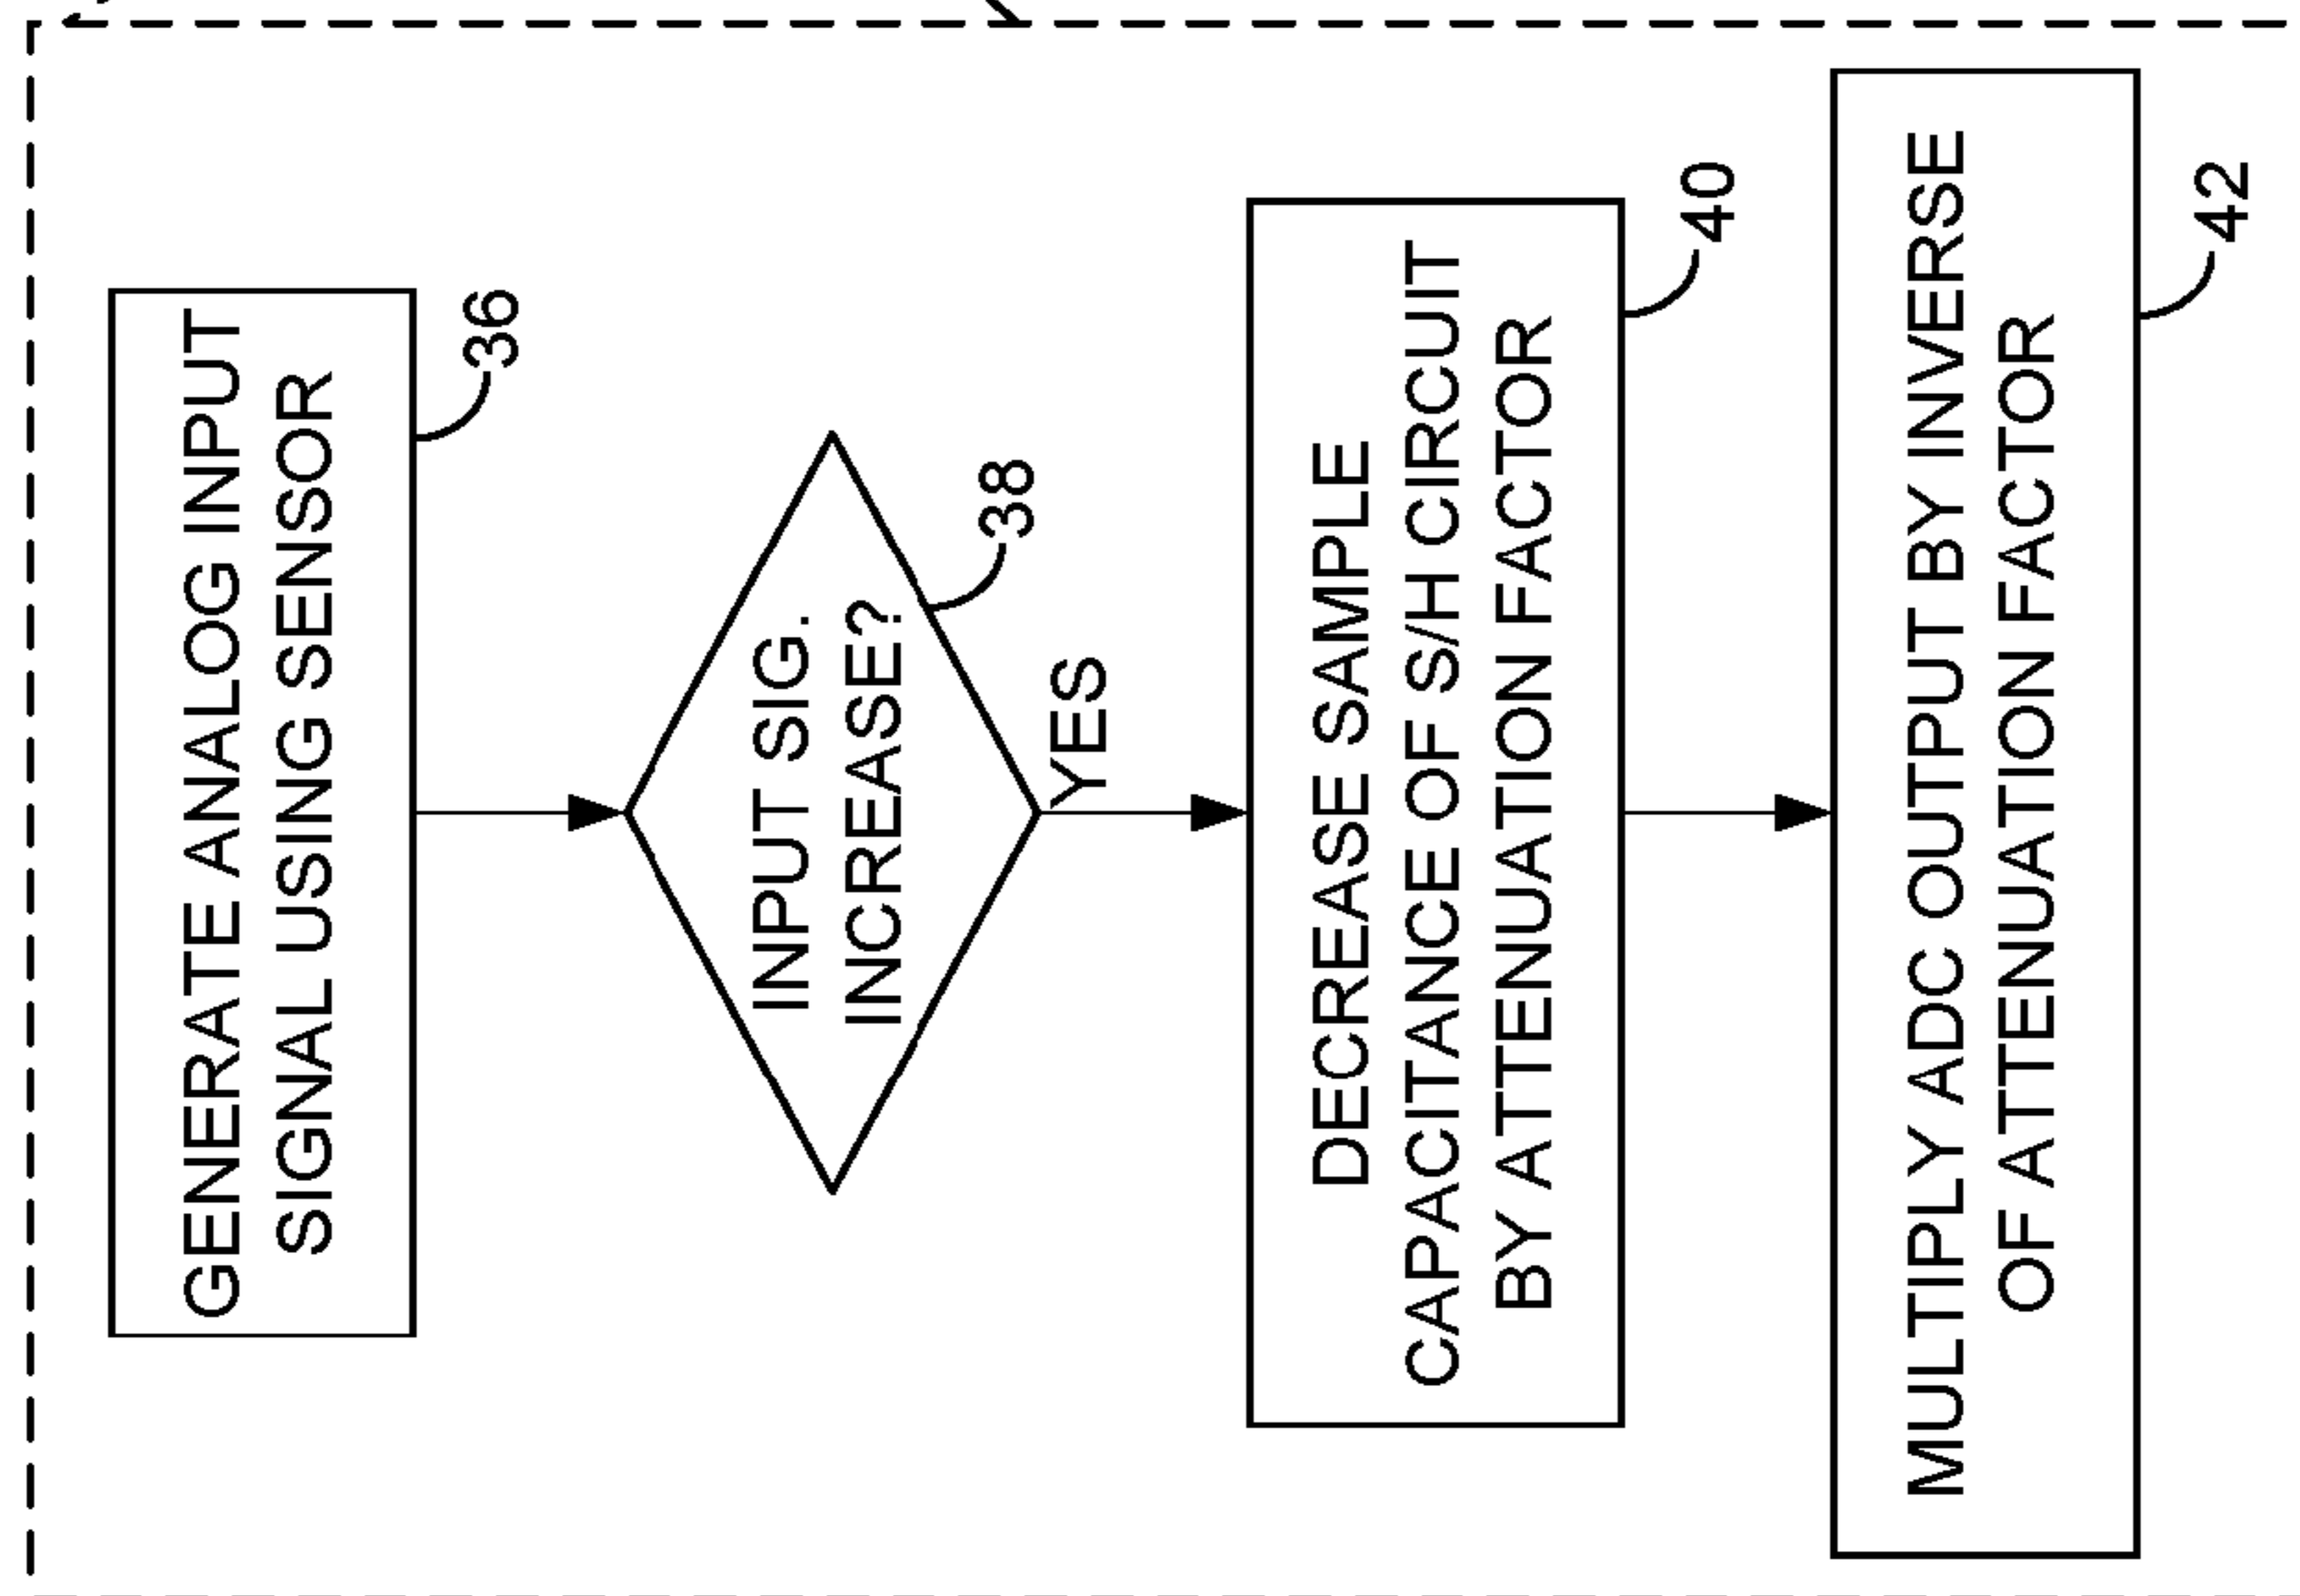 GENERATE ANALOG INPUT
SIGNAL USING SENSOR
36
INPUT SIG.
INCREASE?
38
YES
DECREASE SAMPLE
CAPACITANCE OF S/H CIRCUIT
BY ATTENUATION FACTOR
40
MULTIPLY ADC OUTPUT BY INVERSE
OF ATTENUATION FACTOR
42